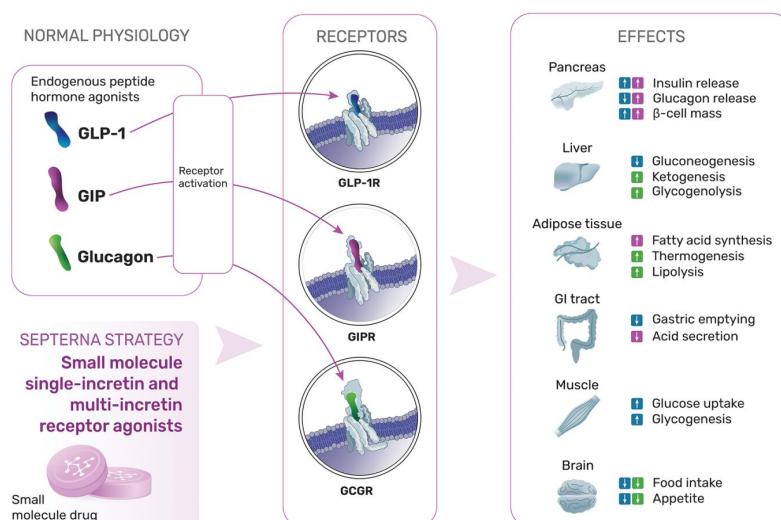 NORMAL PHYSIOLOGY
Endogenous peptide
hormone agonists
GLP-1
GIP
Glucagon
Receptor
activation
SEPTERNA STRATEGY
Small molecule
single-incretin and
multi-incretin
receptor agonists
Small
molecule drug
RECEPTORS
GLP-1R
GIPR
GCGR
EFFECTS
Pancreas
Insulin release
Glucagon release
β-cell mass
Liver
Gluconeogenesis
Ketogenesis
Glycogenolysis
Adipose tissue
Fatty acid synthesis
Thermogenesis
Lipolysis
GI tract
Gastric emptying
Acid secretion
Muscle
Glucose uptake
Glycogenesis
Brain
Food intake
Appetite